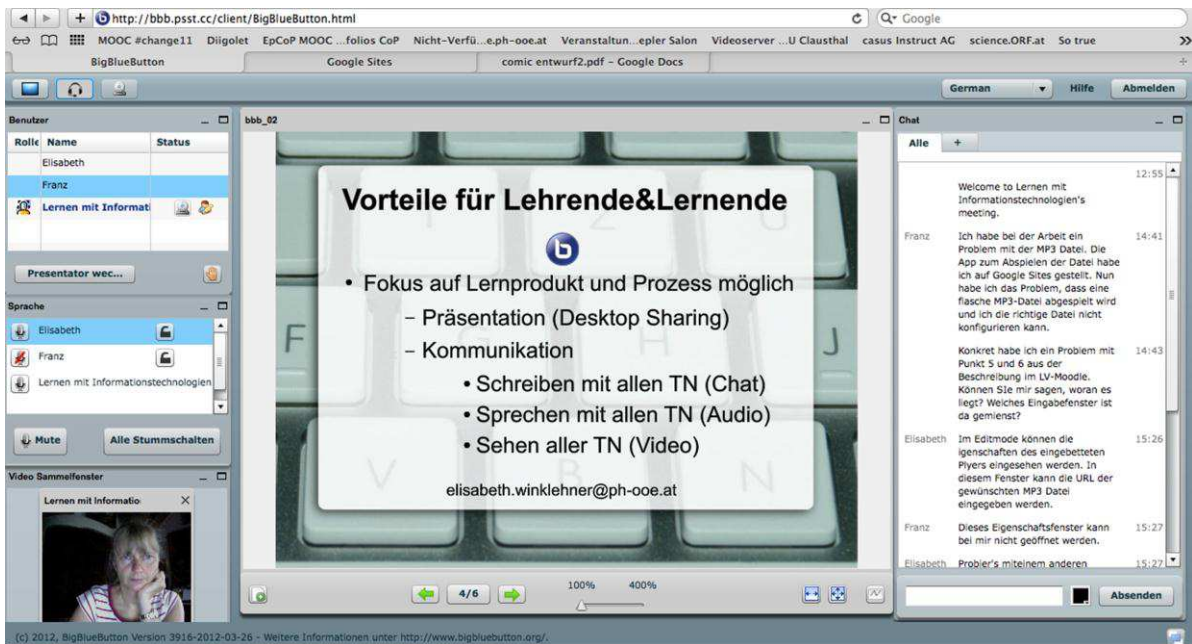 http://bbb.psst.cc/client/BigBlueButton.html
Google
MOOC #change11 Diigolet EpCoP MOOC ...folios CoP Nicht-Verfü...e.ph-ooe.at Veranstaltun...epler Salon Videoserver ...U Clausthal casus Instruct AG science.ORF.at So true
BigBlueButton Google Sites comic entwurf2.pdf - Google Docs
German Hilfe Abmelden
Benutzer
Rolle Name Status
Elisabeth
Franz
Lernen mit Informati
Presentator wec...
Sprache
Elisabeth
Franz
Lernen mit Informationstechnologien
Mute Alle Stummschalten
Video Sammelfenster
Lernen mit Informatio
bbb_02
Vorteile für Lehrende&Lernende
b
• Fokus auf Lernprodukt und Prozess möglich
– Präsentation (Desktop Sharing)
– Kommunikation
• Schreiben mit allen TN (Chat)
• Sprechen mit allen TN (Audio)
• Sehen aller TN (Video)
elisabeth.winklehner@ph-ooe.at
F G H J
V B N
4/6 100% 400%
Chat
Alle +
12:55
Welcome to Lernen mit
Informationstechnologien's
meeting.
Franz Ich habe bei der Arbeit ein 14:41
Problem mit der MP3 Datei. Die
App zum Abspielen der Datei habe
ich auf Google Sites gestellt. Nun
habe ich das Problem, dass eine
flasche MP3-Datei abgespielt wird
und ich die richtige Datei nicht
konfigurieren kann.
Konkret habe ich ein Problem mit 14:43
Punkt 5 und 6 aus der
Beschreibung im LV-Moodle.
Können SIe mir sagen, woran es
liegt? Welches Eingabefenster ist
da gemienst?
Elisabeth Im Editmode können die 15:26
igenschaften des eingebetteten
Plyers eingesehen werden. In
diesem Fenster kann die URL der
gewünschten MP3 Datei
eingegeben werden.
Franz Dieses Eigenschaftsfenster kann 15:27
bei mir nicht geöffnet werden.
Elisabeth Probier's miteinem anderen 15:27
Absenden
(c) 2012, BigBlueButton Version 3916-2012-03-26 - Weitere Informationen unter http://www.bigbluebutton.org/.